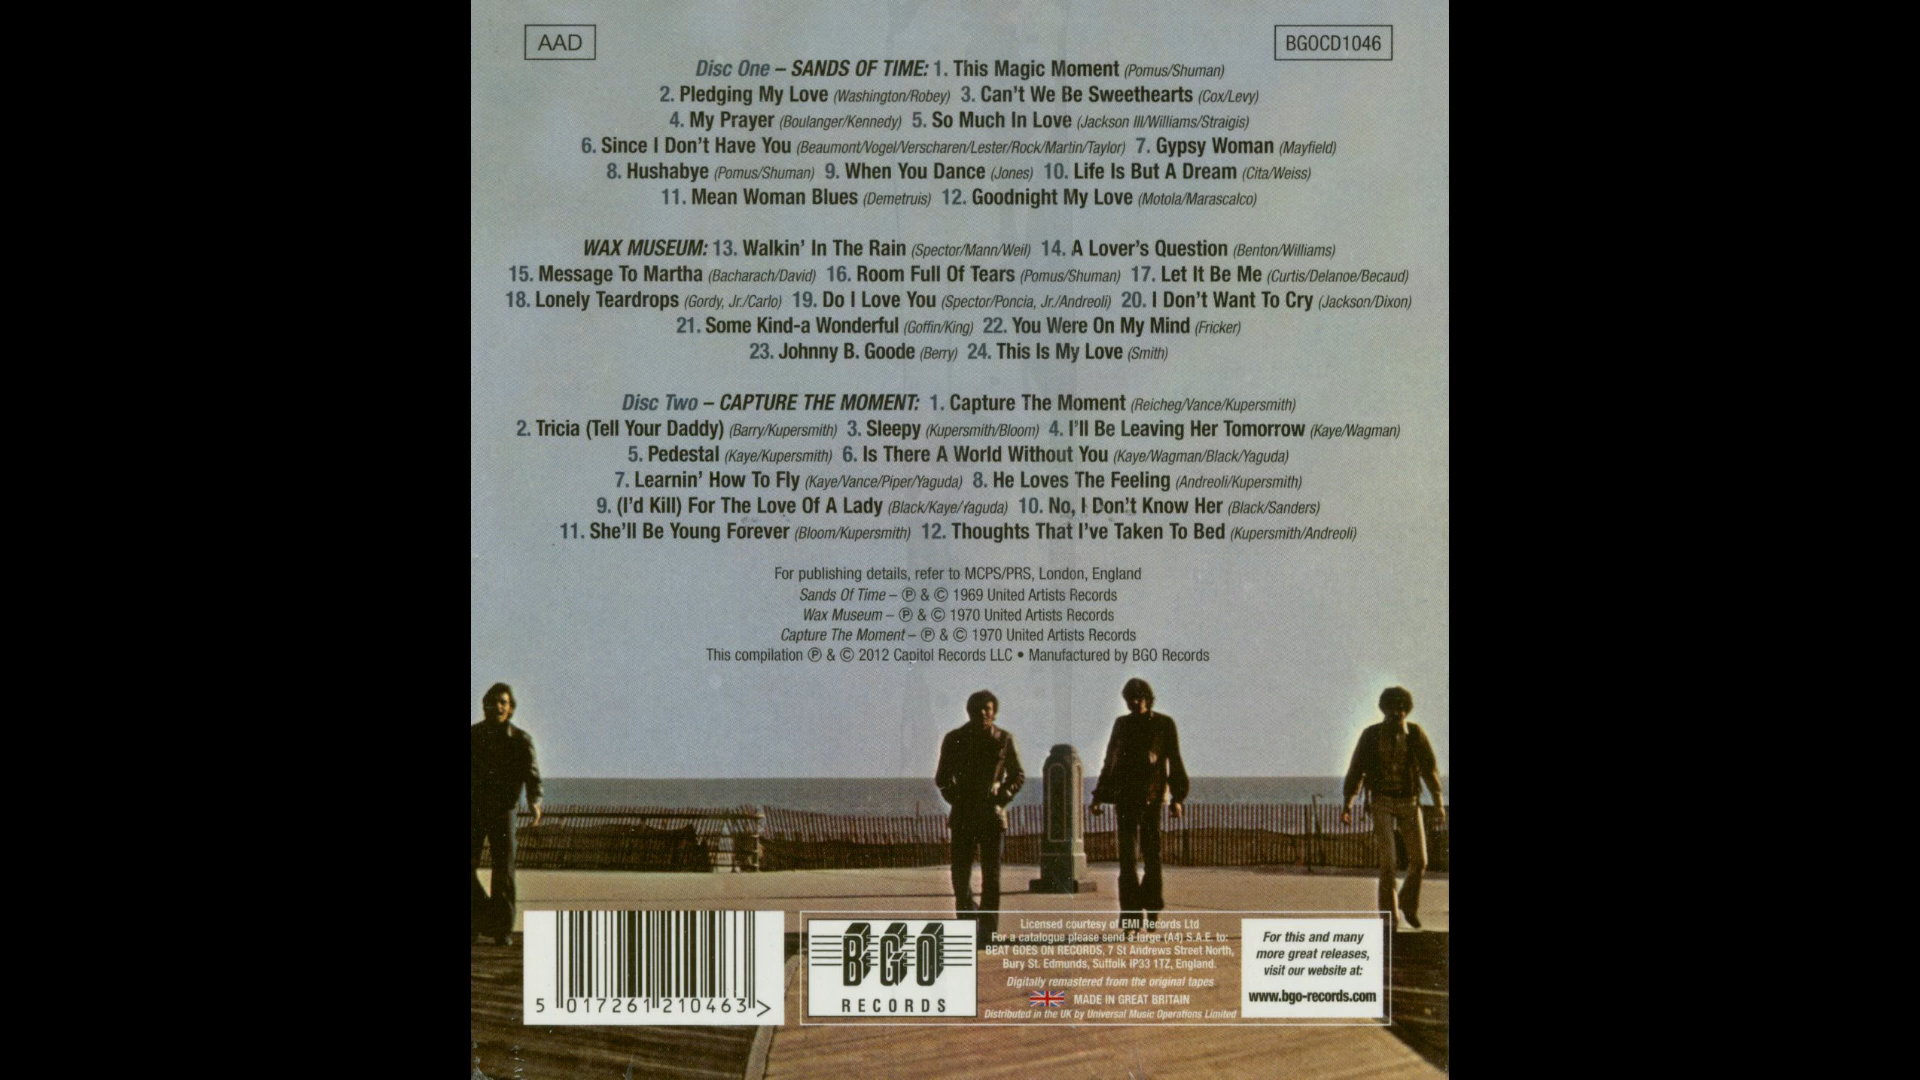 AAD
BGOCD1046
Disc One – SANDS OF TIME: 1. This Magic Moment (Pomus/Shuman)
2. Pledging My Love (Washington/Robey) 3. Can't We Be Sweethearts (Cox/Levy)
4. My Prayer (Boulanger/Kennedy) 5. So Much In Love (Jackson III/Williams/Straigis)
6. Since I Don't Have You (Beaumont/Vogel/Verscharen/Lester/Rock/Martin/Taylor) 7. Gypsy Woman (Mayfield)
8. Hushabye (Pomus/Shuman) 9. When You Dance (Jones) 10. Life Is But A Dream (Cita/Weiss)
11. Mean Woman Blues (Demetruis) 12. Goodnight My Love (Motola/Marascalco)
WAX MUSEUM: 13. Walkin' In The Rain (Spector/Mann/Weil) 14. A Lover's Question (Benton/Williams)
15. Message To Martha (Bacharach/David) 16. Room Full Of Tears (Pomus/Shuman) 17. Let It Be Me (Curtis/Delanoe/Becaud)
18. Lonely Teardrops (Gordy, Jr./Carlo) 19. Do I Love You (Spector/Poncia, Jr./Andreoli) 20. I Don't Want To Cry (Jackson/Dixon)
21. Some Kind-a Wonderful (Goffin/King) 22. You Were On My Mind (Fricker)
23. Johnny B. Goode (Berry) 24. This Is My Love (Smith)
Disc Two – CAPTURE THE MOMENT: 1. Capture The Moment (Reicheg/Vance/Kupersmith)
2. Tricia (Tell Your Daddy) (Barry/Kupersmith) 3. Sleepy (Kupersmith/Bloom) 4. I'll Be Leaving Her Tomorrow (Kaye/Wagman)
5. Pedestal (Kaye/Kupersmith) 6. Is There A World Without You (Kaye/Wagman/Black/Yaguda)
7. Learnin' How To Fly (Kaye/Vance/Piper/Yaguda) 8. He Loves The Feeling (Andreoli/Kupersmith)
9. (I'd Kill) For The Love Of A Lady (Black/Kaye/Yaguda) 10. No, I Don't Know Her (Black/Sanders)
11. She'll Be Young Forever (Bloom/Kupersmith) 12. Thoughts That I've Taken To Bed (Kupersmith/Andreoli)
For publishing details, refer to MCPS/PRS, London, England
Sands Of Time – ℗ & © 1969 United Artists Records
Wax Museum – ℗ & © 1970 United Artists Records
Capture The Moment – ℗ & © 1970 United Artists Records
This compilation ℗ & © 2012 Capitol Records LLC • Manufactured by BGO Records
5 017261 210463 >
BGO
RECORDS
Licensed courtesy of EMI Records Ltd
For a catalogue please send a large (A4) S.A.E. to:
BEAT GOES ON RECORDS, 7 St Andrews Street North,
Bury St. Edmunds, Suffolk IP33 1TZ, England.
Digitally remastered from the original tapes
MADE IN GREAT BRITAIN
Distributed in the UK by Universal Music Operations Limited
For this and many
more great releases,
visit our website at:
www.bgo-records.com